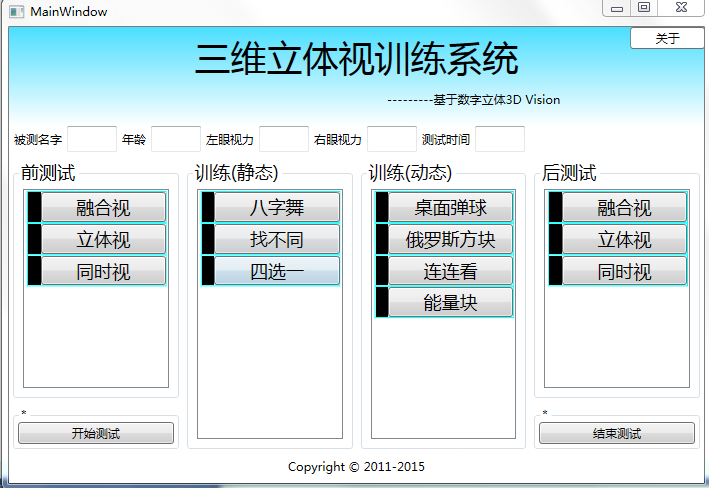 MainWindow
关于
三维立体视训练系统
---------基于数字立体3D Vision
被测名字 年龄 左眼视力 右眼视力 测试时间
前测试
融合视
立体视
同时视
*
开始测试
训练(静态)
八字舞
找不同
四选一
训练(动态)
桌面弹球
俄罗斯方块
连连看
能量块
后测试
融合视
立体视
同时视
*
结束测试
Copyright © 2011-2015